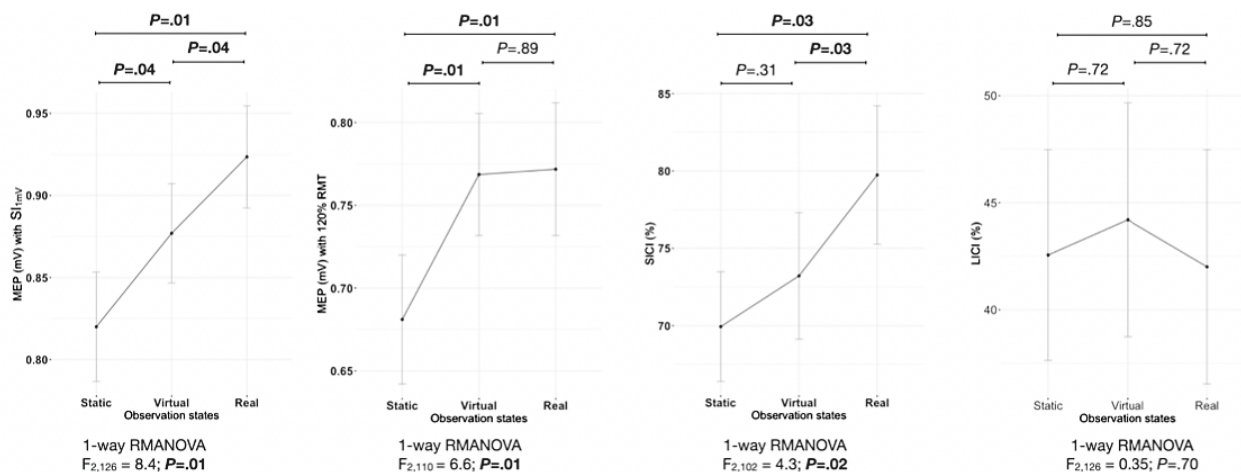 P=.01
P=.04
P=.04
MEP (mV) with SI1mV
0.95
0.90
0.85
0.80
Static Virtual Real
Observation states
1-way RMANOVA
F2,126 = 8.4; P=.01
P=.01
P=.89
P=.01
MEP (mV) with 120% RMT
0.80
0.75
0.70
0.65
Static Virtual Real
Observation states
1-way RMANOVA
F2,110 = 6.6; P=.01
P=.03
P=.03
P=.31
SICI (%)
85
80
75
70
Static Virtual Real
Observation states
1-way RMANOVA
F2,102 = 4.3; P=.02
P=.85
P=.72
P=.72
LICI (%)
50
45
40
Static Virtual Real
Observation states
1-way RMANOVA
F2,126 = 0.35; P=.70